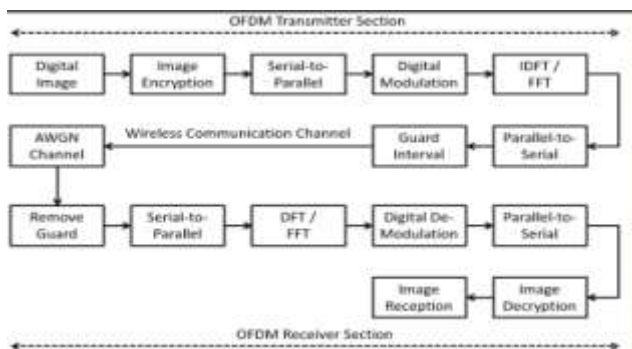 OFDM Transmitter Section
Digital Image
Image Encryption
Serial-to-Parallel
Digital Modulation
IDFT / FFT
AWGN Channel
Wireless Communication Channel
Guard Interval
Parallel-to-Serial
Remove Guard
Serial-to-Parallel
DFT / FFT
Digital De-Modulation
Parallel-to-Serial
Image Reception
Image Decryption
OFDM Receiver Section